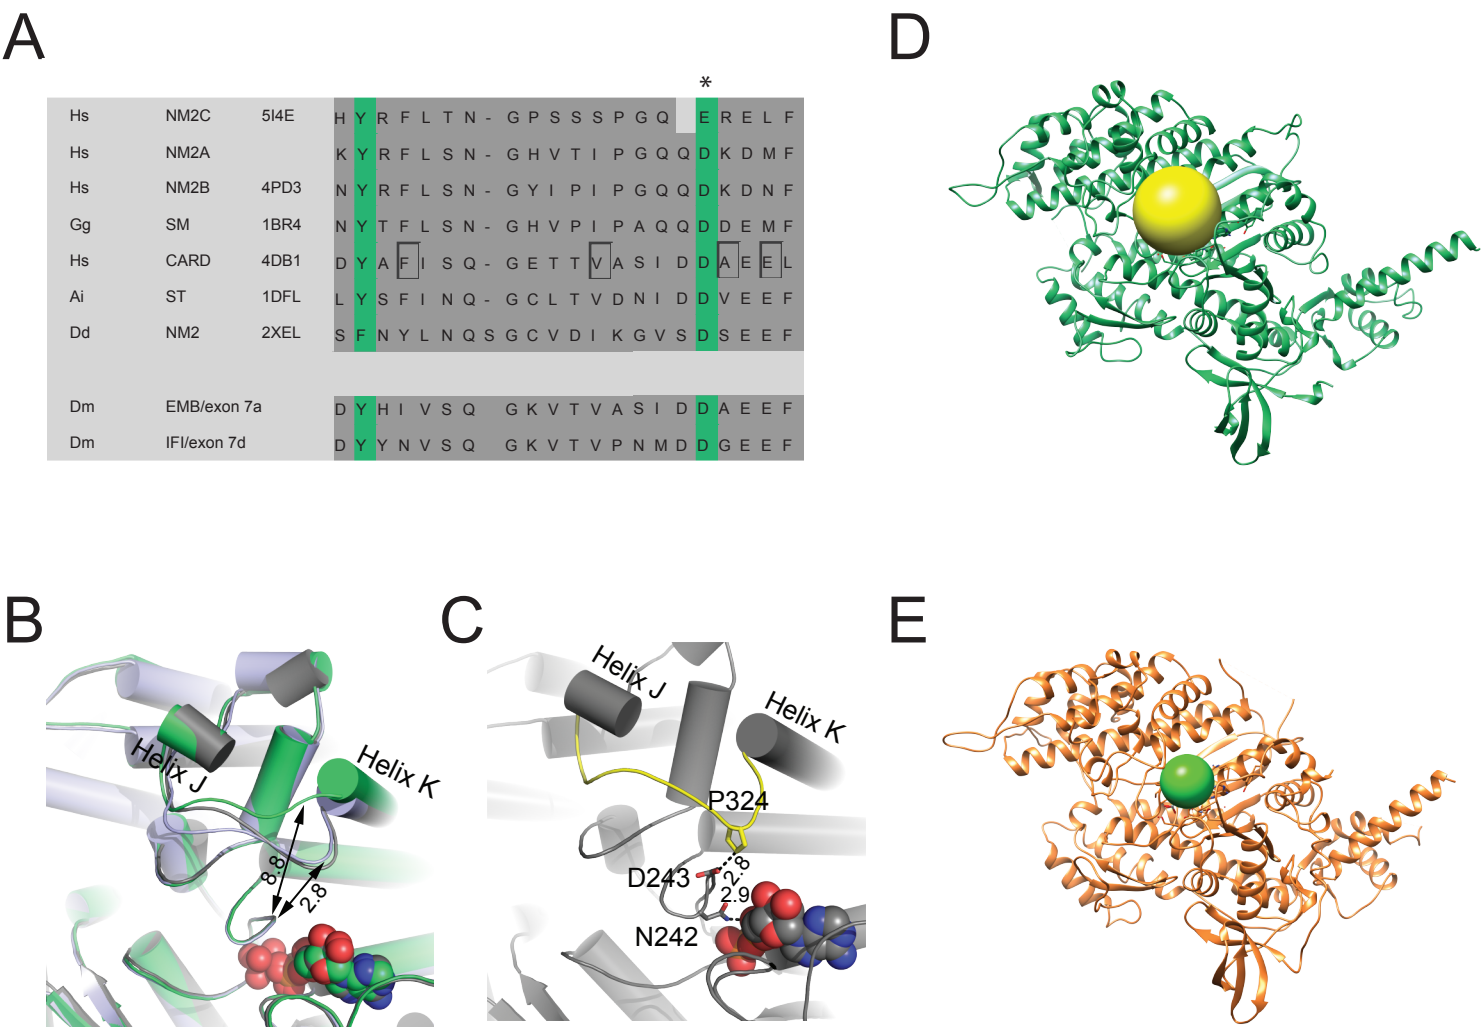 A
*
Hs NM2C 5I4E H Y R F L T N - G P S S S P G Q E R E L F
Hs NM2A K Y R F L S N - G H V T I P G Q Q D K D M F
Hs NM2B 4PD3 N Y R F L S N - G Y I P I P G Q Q D K D N F
Gg SM 1BR4 N Y T F L S N - G H V P I P A Q Q D D E M F
Hs CARD 4DB1 D Y A F I S Q - G E T T V A S I D D A E E L
Ai ST 1DFL L Y S F I N Q - G C L T V D N I D D V E E F
Dd NM2 2XEL S F N Y L N Q S G C V D I K G V S D S E E F
Dm EMB/exon 7a D Y H I V S Q G K V T V A S I D D A E E F
Dm IFI/exon 7d D Y Y N V S Q G K V T V P N M D D G E E F
B
Helix J
Helix K
8.8
2.8
C
Helix J
Helix K
P324
D243
2.8
2.9
N242
D
E